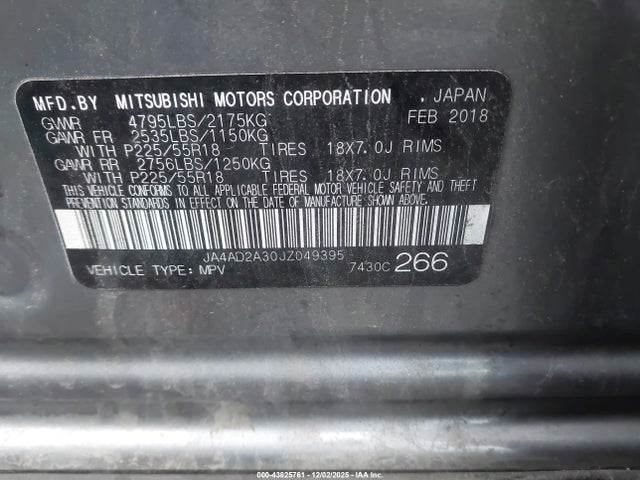 MFD.BY MITSUBISHI MOTORS CORPORATION , JAPAN
GVWR 4795LBS/2175KG FEB 2018
GAWR FR 2535LBS/1150KG
WITH P225/55R18 TIRES 18X7.0J RIMS
GAWR RR 2756LBS/1250KG
WITH P225/55R18 TIRES 18X7.0J RIMS
THIS VEHICLE CONFORMS TO ALL APPLICABLE FEDERAL MOTOR VEHICLE SAFETY AND THEFT
PREVENTION STANDARDS IN EFFECT ON THE DATE OF MANUFACTURE SHOWN ABOVE.
JA4AD2A30JZ049395
VEHICLE TYPE: MPV 7430C 266
000-43825761 - 12/02/2025 - IAA Inc.